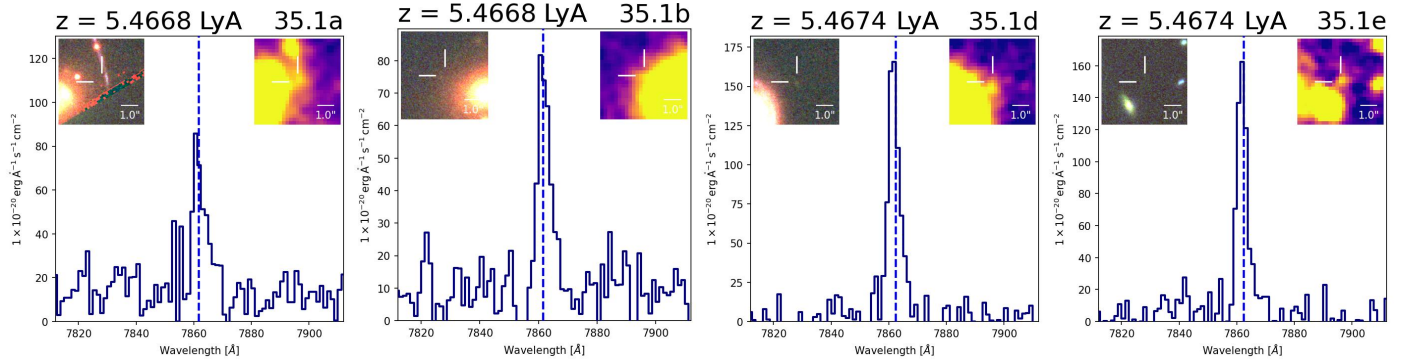 z = 5.4668 LyA 35.1a
1.0"
1.0"
1 × 10⁻²⁰ erg Å⁻¹ s⁻¹ cm⁻²
120
100
80
60
40
20
0
7820 7840 7860 7880 7900
Wavelength [Å]
z = 5.4668 LyA 35.1b
1.0"
1.0"
1 × 10⁻²⁰ erg Å⁻¹ s⁻¹ cm⁻²
80
70
60
50
40
30
20
10
0
7820 7840 7860 7880 7900
Wavelength [Å]
z = 5.4674 LyA 35.1d
1.0"
1.0"
1 × 10⁻²⁰ erg Å⁻¹ s⁻¹ cm⁻²
175
150
125
100
75
50
25
0
7820 7840 7860 7880 7900
Wavelength [Å]
z = 5.4674 LyA 35.1e
1.0"
1.0"
1 × 10⁻²⁰ erg Å⁻¹ s⁻¹ cm⁻²
160
140
120
100
80
60
40
20
0
7820 7840 7860 7880 7900
Wavelength [Å]